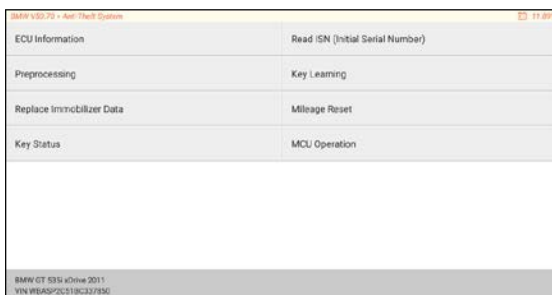 BMW V50.70 > Anti-Theft System
ECU Information
Read ISN (Initial Serial Number)
Preprocessing
Key Learning
Replace Immobilizer Data
Mileage Reset
Key Status
MCU Operation
BMW GT 535i xDrive 2011
VIN